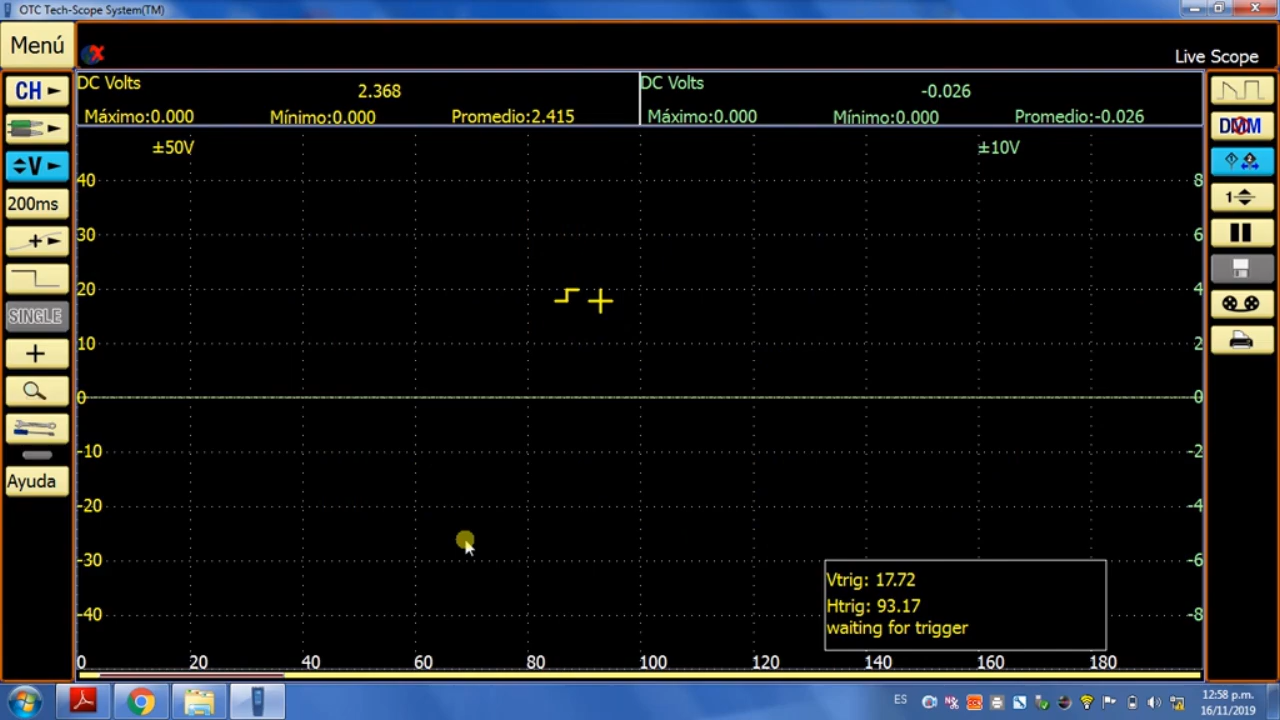 OTC Tech-Scope System(TM)
Menú
Live Scope
CH
DC Volts
2.368
Máximo:0.000 Mínimo:0.000 Promedio:2.415
DC Volts
-0.026
Máximo:0.000 Mínimo:0.000 Promedio:-0.026
DMM
±50V
±10V
V
200ms
SINGLE
Ayuda
1
2
1
40
30
20
10
0
-10
-20
-30
-40
8
6
4
2
0
-2
-4
-6
-8
Vtrig: 17.72
Htrig: 93.17
waiting for trigger
0 20 40 60 80 100 120 140 160 180
ES
12:58 p.m.
16/11/2019